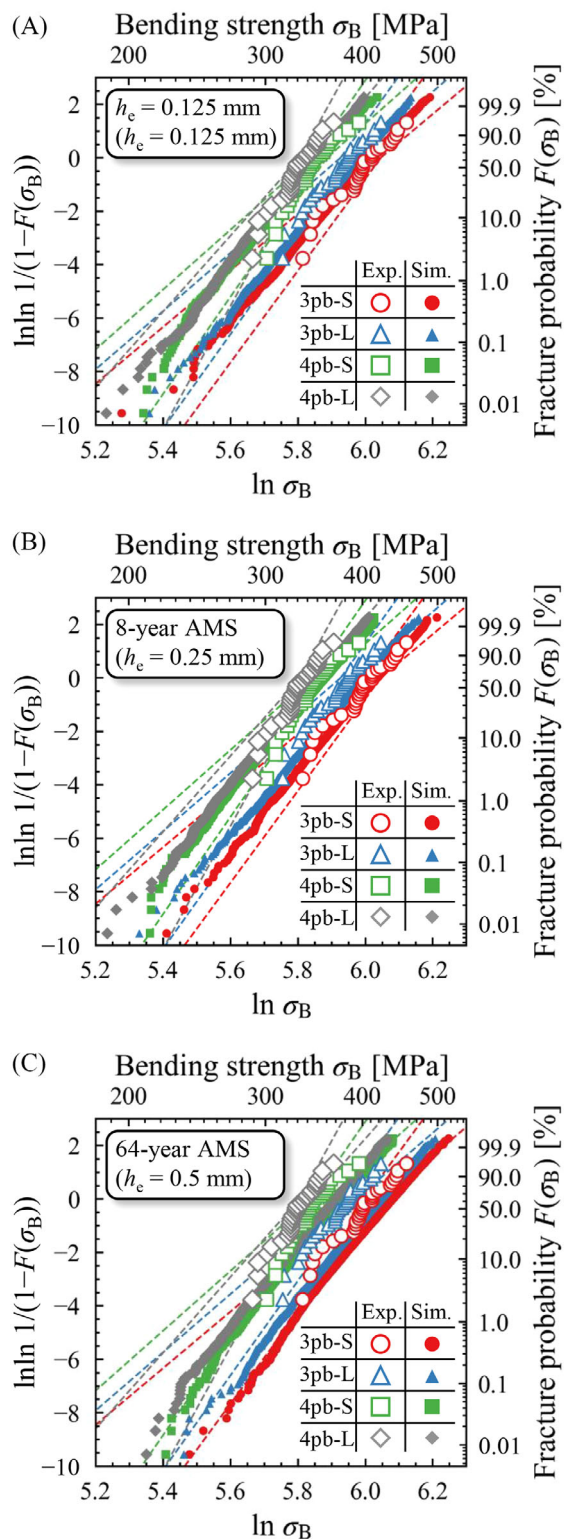 (A)
Bending strength σB [MPa]
200 300 400 500
he = 0.125 mm
(he = 0.125 mm)
lnln 1/(1−F(σB))
2
0
−2
−4
−6
−8
−10
99.9
90.0
50.0
10.0
1.0
0.1
0.01
Fracture probability F(σB) [%]
Exp. Sim.
3pb-S
3pb-L
4pb-S
4pb-L
5.2 5.4 5.6 5.8 6.0 6.2
ln σB
(B)
Bending strength σB [MPa]
200 300 400 500
8-year AMS
(he = 0.25 mm)
lnln 1/(1−F(σB))
2
0
−2
−4
−6
−8
−10
99.9
90.0
50.0
10.0
1.0
0.1
0.01
Fracture probability F(σB) [%]
Exp. Sim.
3pb-S
3pb-L
4pb-S
4pb-L
5.2 5.4 5.6 5.8 6.0 6.2
ln σB
(C)
Bending strength σB [MPa]
200 300 400 500
64-year AMS
(he = 0.5 mm)
lnln 1/(1−F(σB))
2
0
−2
−4
−6
−8
−10
99.9
90.0
50.0
10.0
1.0
0.1
0.01
Fracture probability F(σB) [%]
Exp. Sim.
3pb-S
3pb-L
4pb-S
4pb-L
5.2 5.4 5.6 5.8 6.0 6.2
ln σB